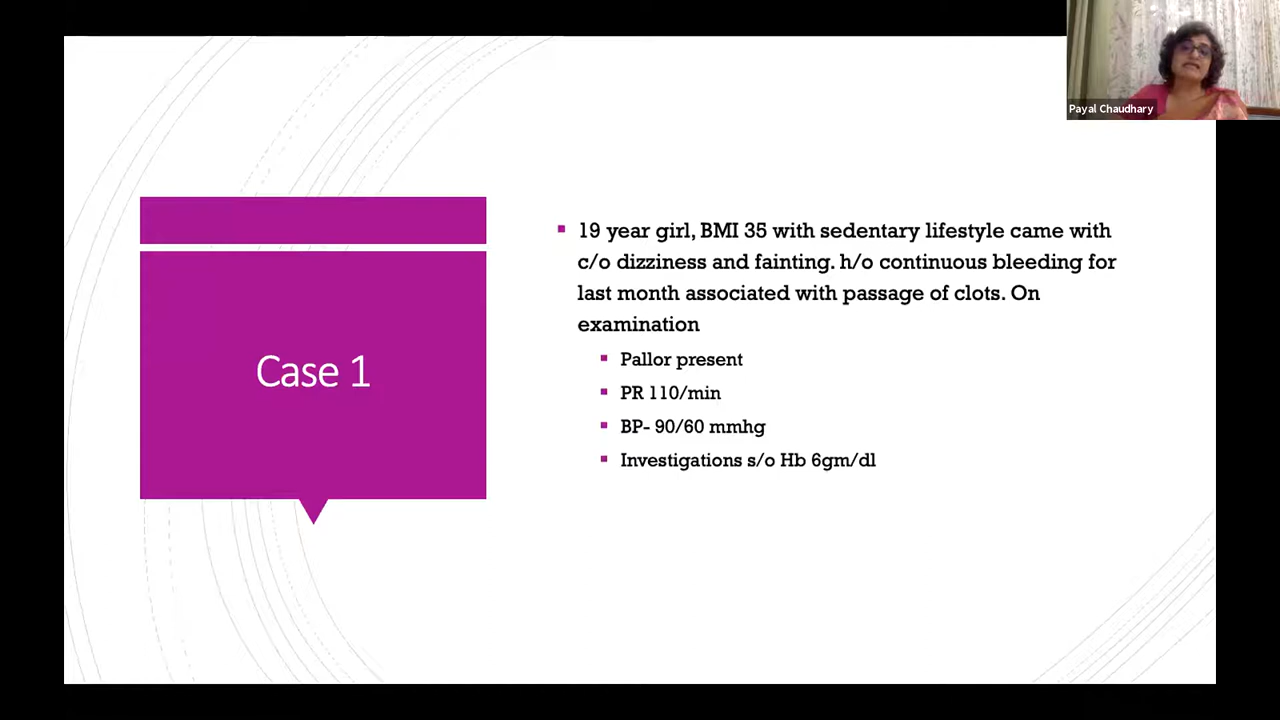 Payal Chaudhary
Case 1
19 year girl, BMI 35 with sedentary lifestyle came with
c/o dizziness and fainting. h/o continuous bleeding for
last month associated with passage of clots. On
examination
Pallor present
PR 110/min
BP- 90/60 mmhg
Investigations s/o Hb 6gm/dl